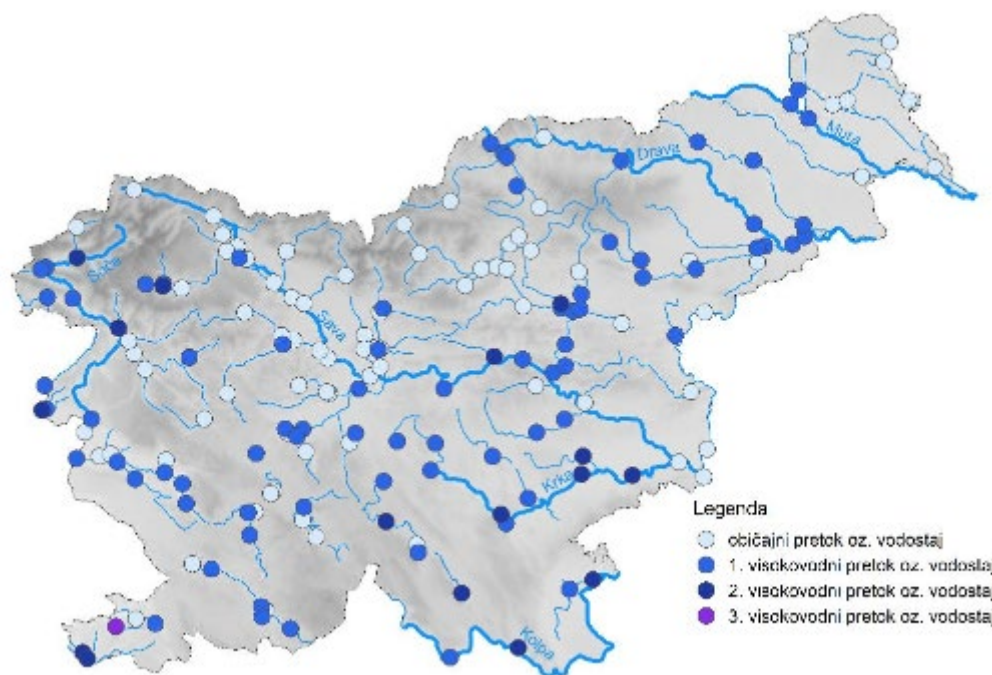 Mura
Drava
Soča
Sava
Krka
Kolpa
Legenda
običajni pretok oz. vodostaj
1. visokovodni pretok oz. vodostaj
2. visokovodni pretok oz. vodostaj
3. visokovodni pretok oz. vodostaj